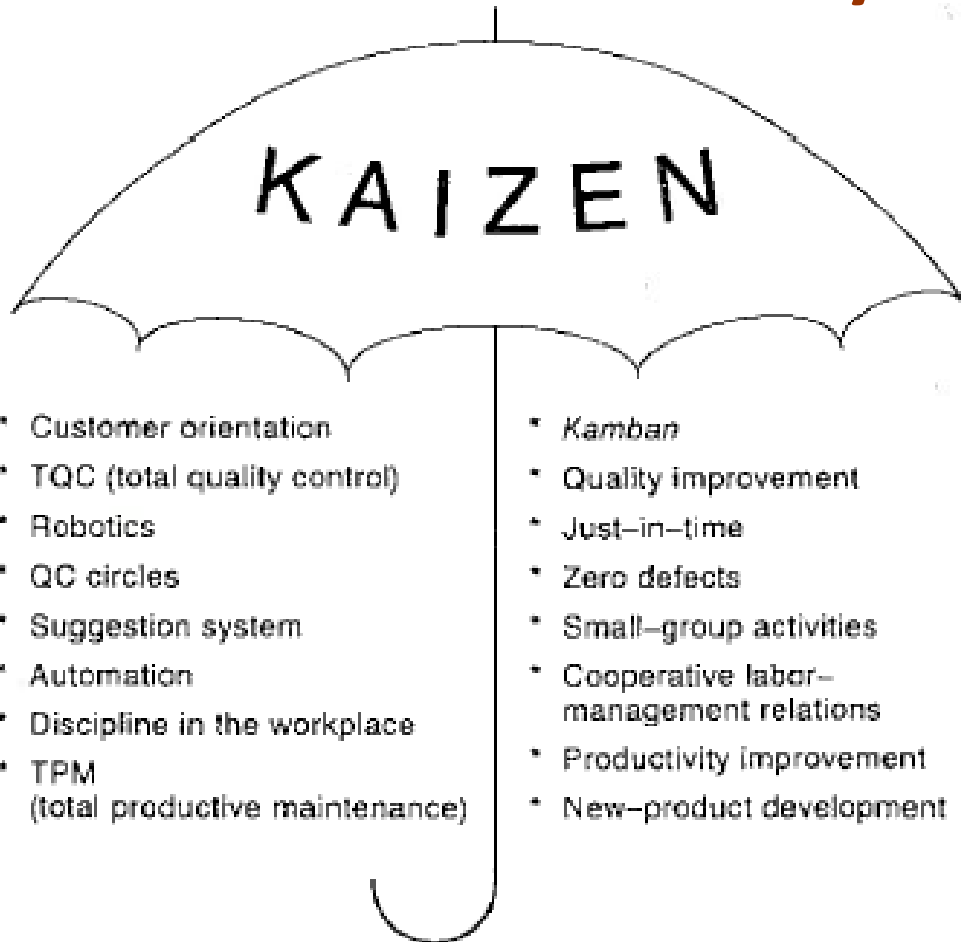 KAIZEN
* Customer orientation
* TQC (total quality control)
* Robotics
* QC circles
* Suggestion system
* Automation
* Discipline in the workplace
* TPM
(total productive maintenance)
* Kamban
* Quality improvement
* Just-in-time
* Zero defects
* Small-group activities
* Cooperative labor-
management relations
* Productivity improvement
* New-product development